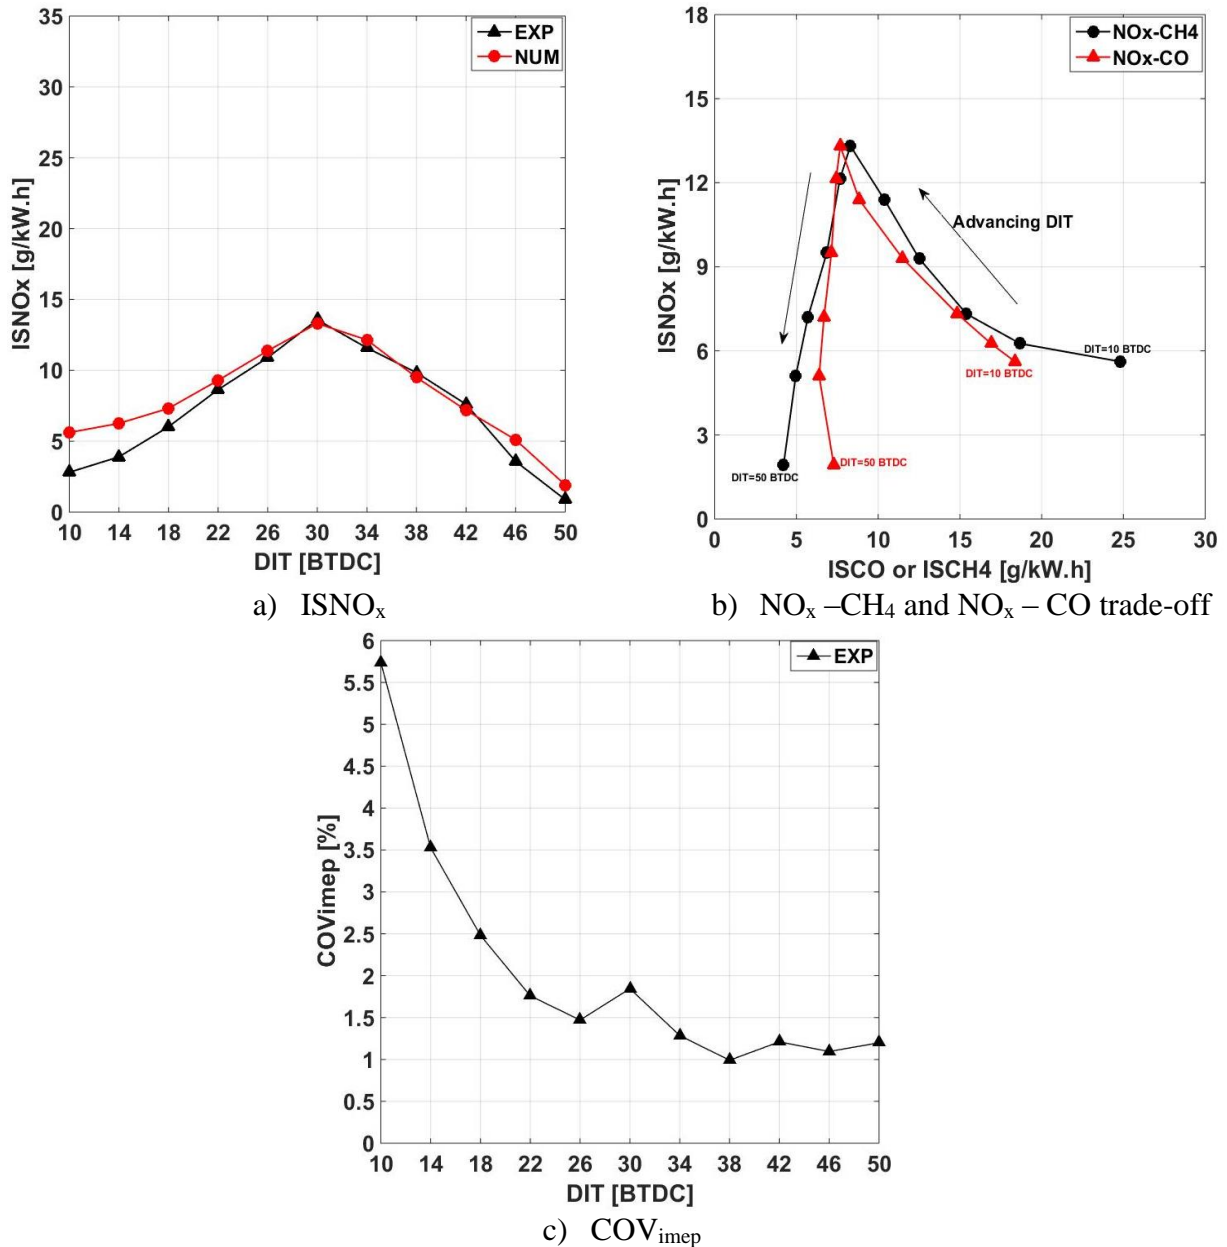 35
30
25
20
15
10
5
0
ISNOx [g/kW.h]
EXP
NUM
10 14 18 22 26 30 34 38 42 46 50
DIT [BTDC]
a) ISNOx
18
15
12
9
6
3
0
ISNOx [g/kW.h]
NOx-CH4
NOx-CO
Advancing DIT
DIT=10 BTDC
DIT=10 BTDC
DIT=50 BTDC
DIT=50 BTDC
0 5 10 15 20 25 30
ISCO or ISCH4 [g/kW.h]
b) NOx –CH4 and NOx – CO trade-off
6
5.5
5
4.5
4
3.5
3
2.5
2
1.5
1
0.5
0
COVimep [%]
EXP
10 14 18 22 26 30 34 38 42 46 50
DIT [BTDC]
c) COVimep